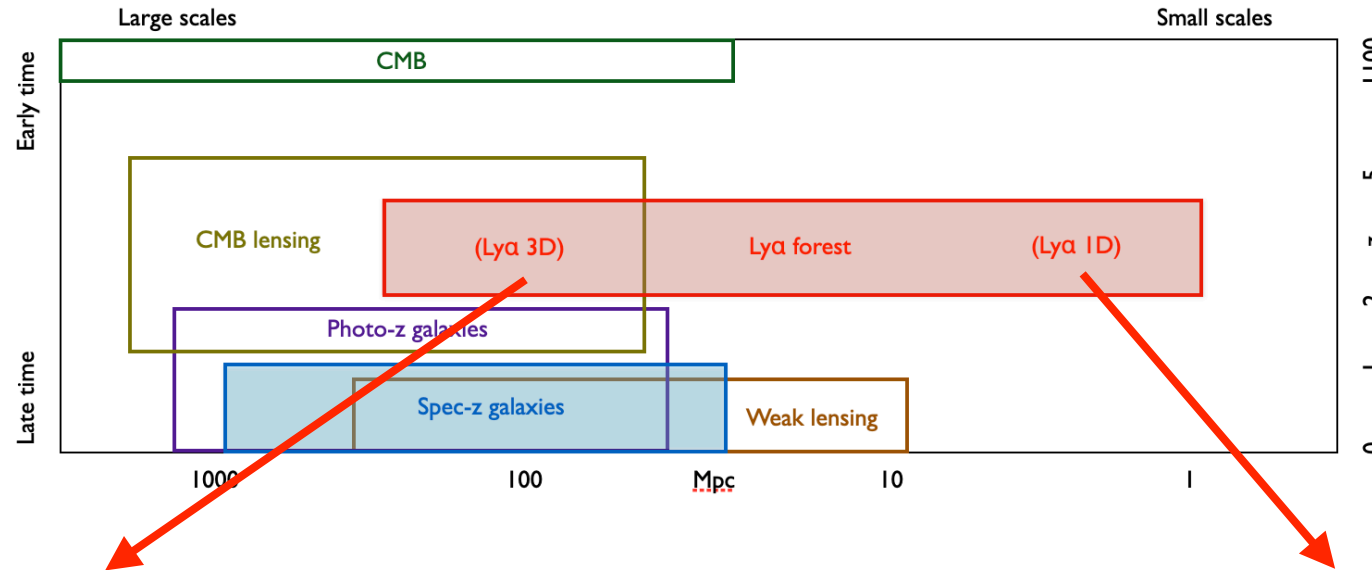 Large scales
Small scales
Early time
CMB
CMB lensing
(Lyα 3D)
Lyα forest
(Lyα 1D)
Photo-z galaxies
Late time
Spec-z galaxies
Weak lensing
1000
100
Mpc
10
1